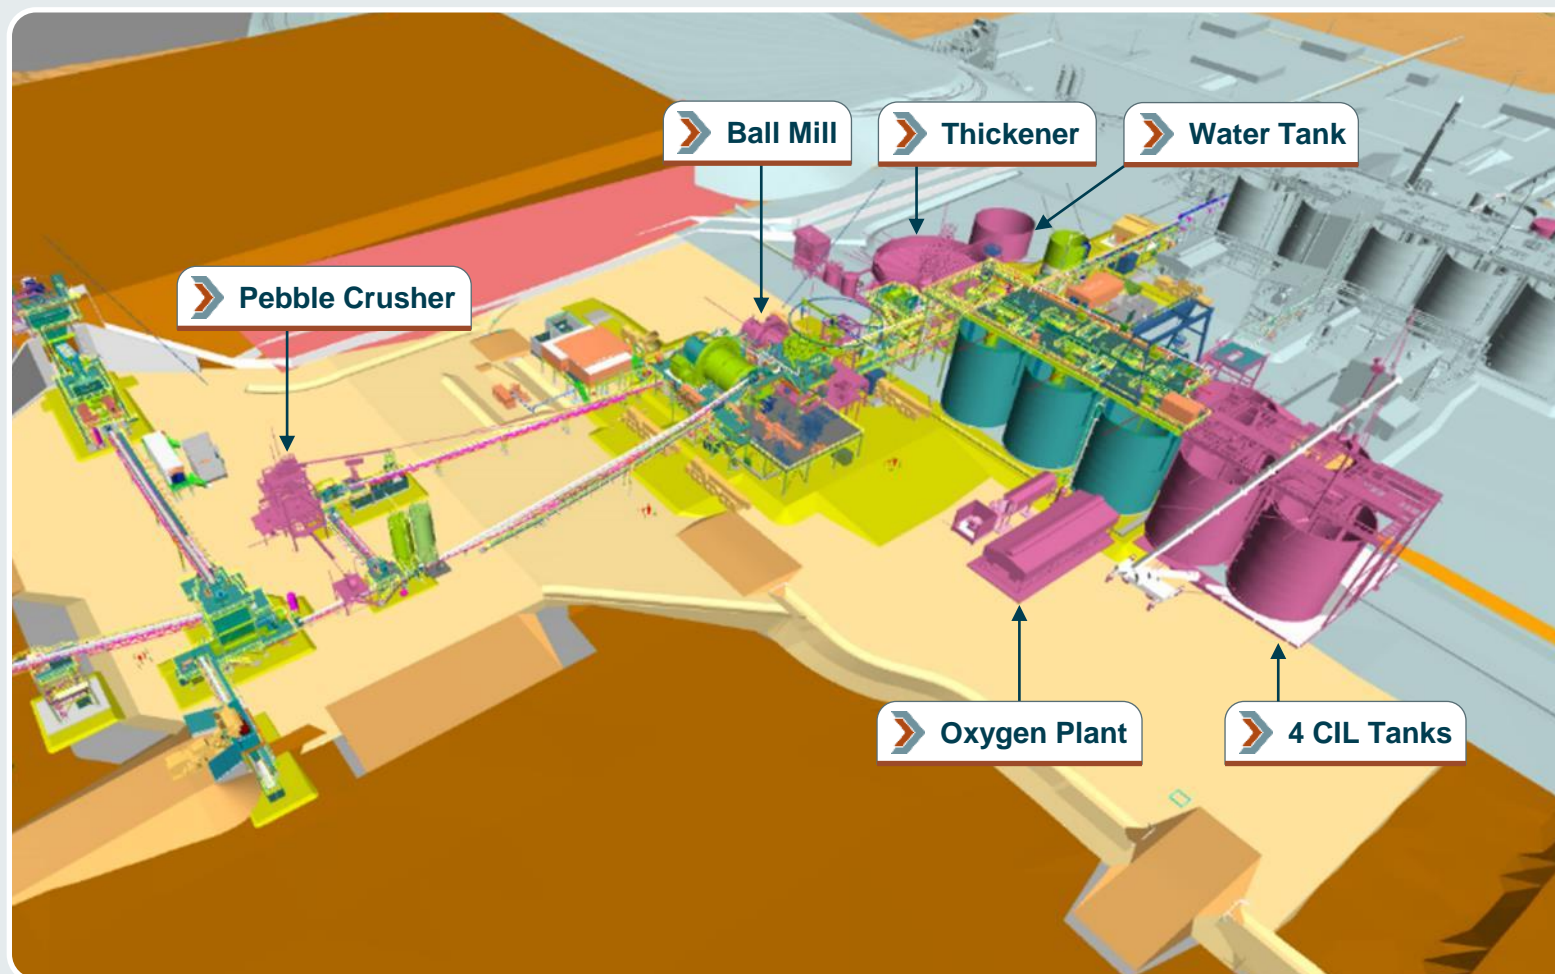 Ball Mill
Thickener
Water Tank
Pebble Crusher
Oxygen Plant
4 CIL Tanks